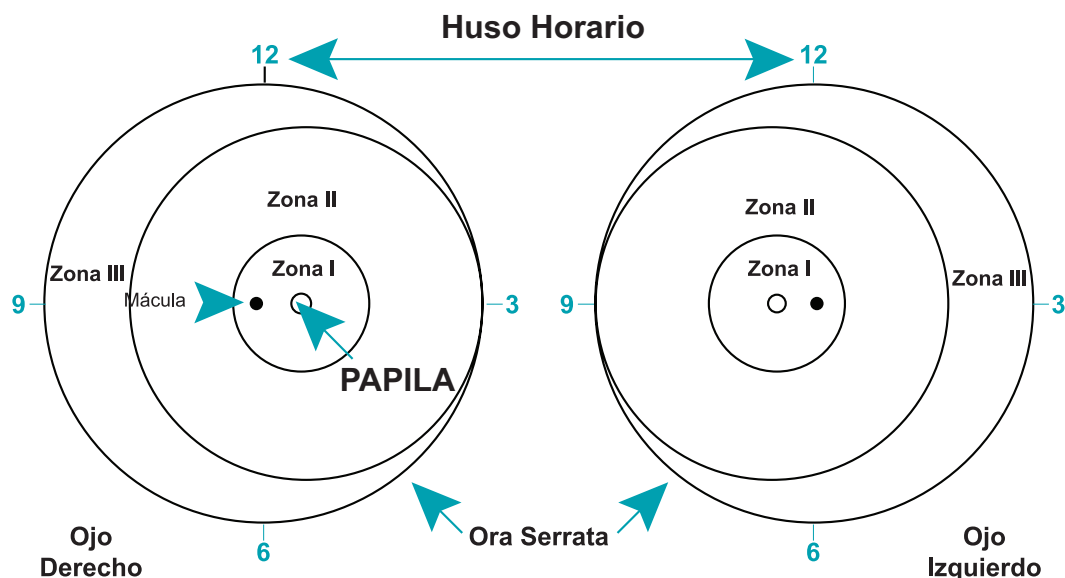 Huso Horario
12
12
Zona II
Zona II
Zona I
Zona I
Zona III
Zona III
Mácula
9
3
9
3
PAPILA
Ora Serrata
6
6
Ojo
Derecho
Ojo
Izquierdo